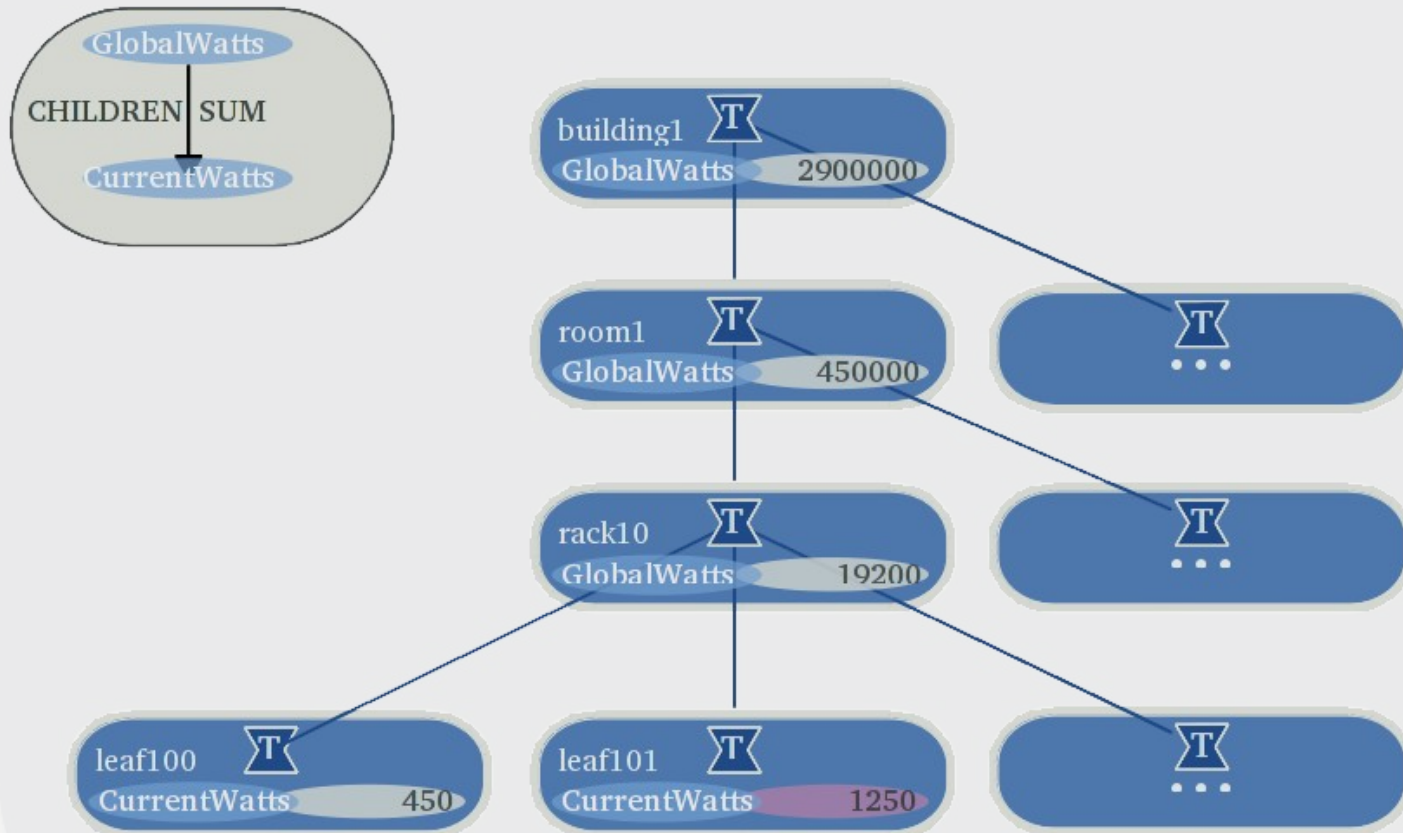 GlobalWatts
CHILDREN SUM
CurrentWatts
T
building1
GlobalWatts 2900000
T
room1
GlobalWatts 450000
T
...
T
rack10
GlobalWatts 19200
T
...
T
leaf100
CurrentWatts 450
T
leaf101
CurrentWatts 1250
T
...